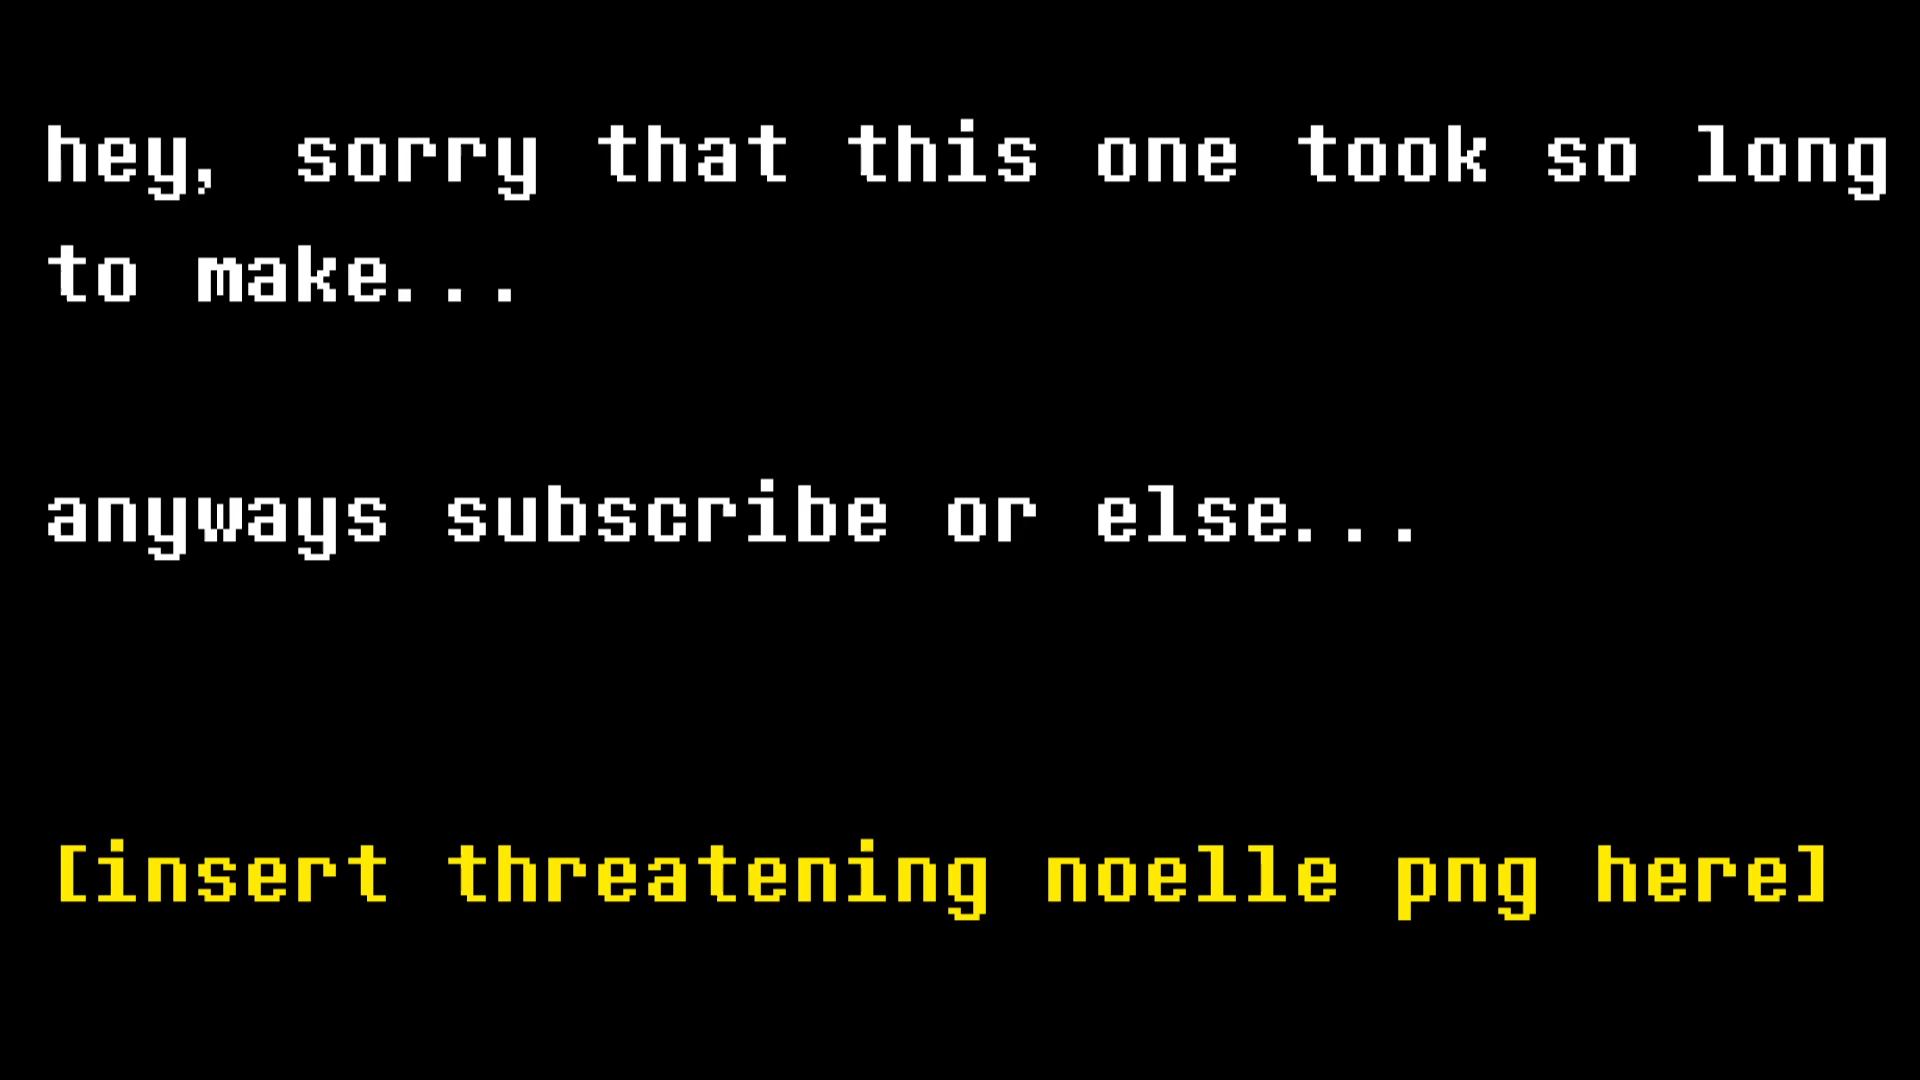 hey, sorry that this one took so long
to make...
anyways subscribe or else...
[insert threatening noelle png here]